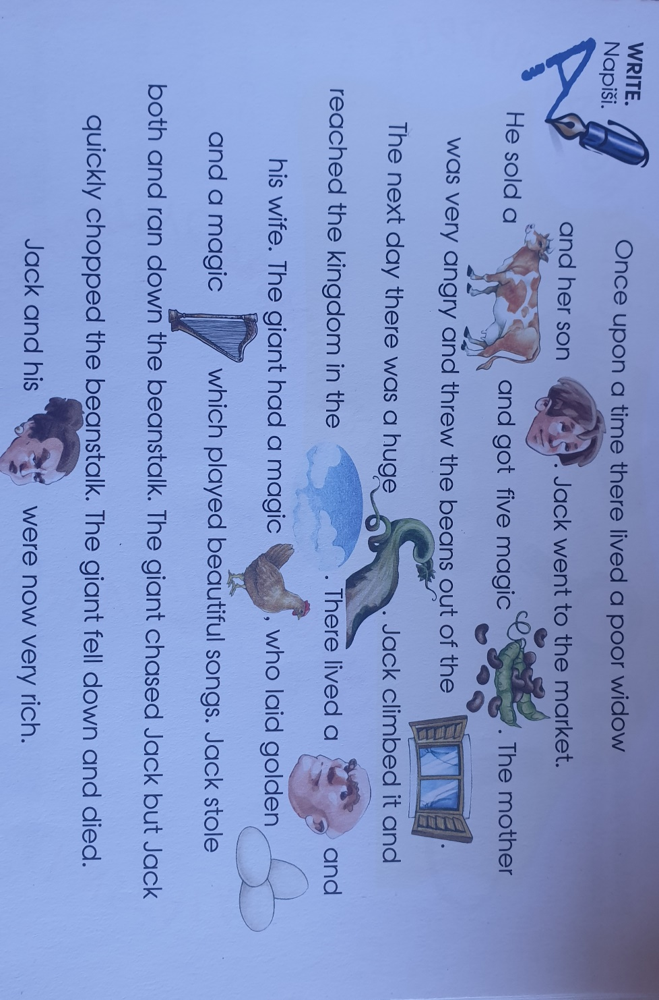 WRITE.
Napiši.
Once upon a time there lived a poor widow
and her son . Jack went to the market.
He sold a and got five magic . The mother
was very angry and threw the beans out of the .
The next day there was a huge . Jack climbed it and
reached the kingdom in the . There lived a and
his wife. The giant had a magic , who laid golden
and a magic which played beautiful songs. Jack stole
both and ran down the beanstalk. The giant chased Jack but Jack
quickly chopped the beanstalk. The giant fell down and died.
Jack and his were now very rich.